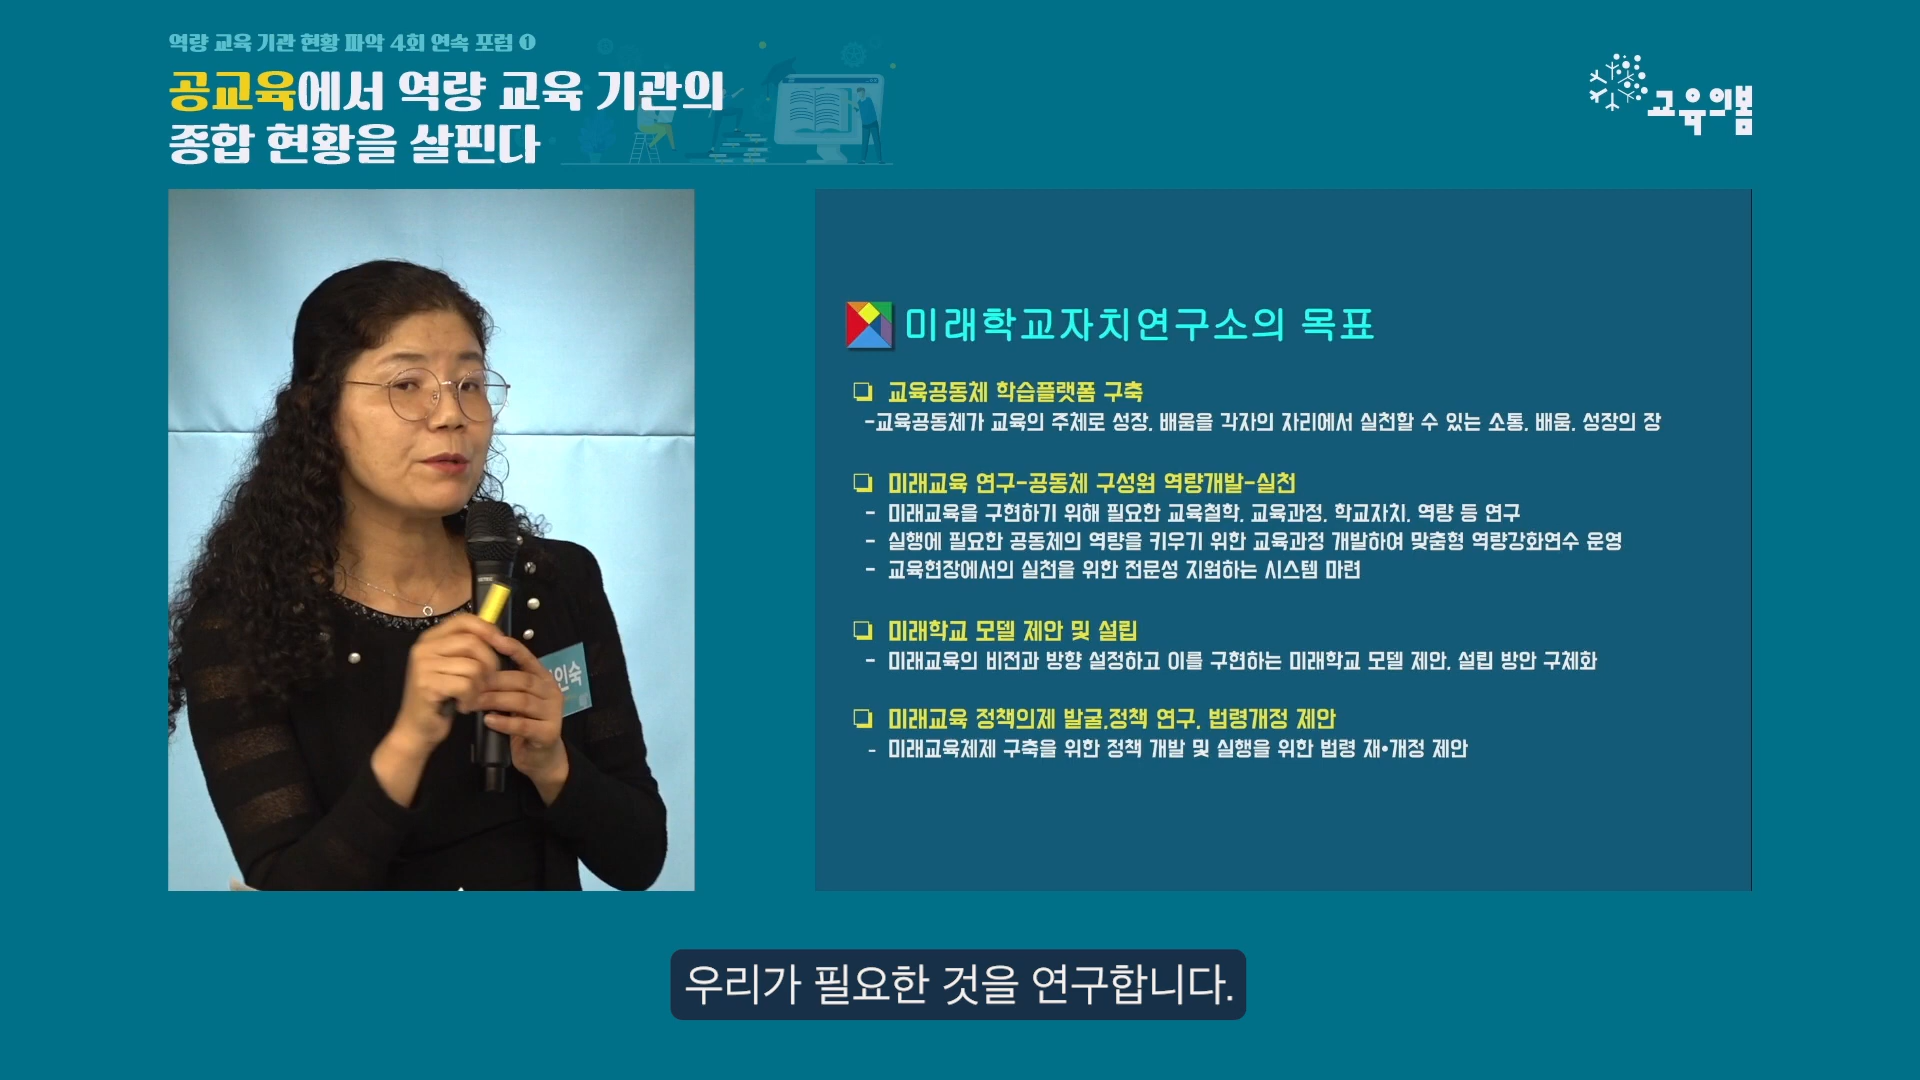 역량 교육 기관 현황 파악 4회 연속 포럼 ❶
공교육에서 역량 교육 기관의
종합 현황을 살핀다
교육의봄
미래학교자치연구소의 목표
❏ 교육공동체 학습플랫폼 구축
-교육공동체가 교육의 주체로 성장, 배움을 각자의 자리에서 실천할 수 있는 소통, 배움, 성장의 장
❏ 미래교육 연구-공동체 구성원 역량개발-실천
- 미래교육을 구현하기 위해 필요한 교육철학, 교육과정, 학교자치, 역량 등 연구
- 실행에 필요한 공동체의 역량을 키우기 위한 교육과정 개발하여 맞춤형 역량강화연수 운영
- 교육현장에서의 실천을 위한 전문성 지원하는 시스템 마련
❏ 미래학교 모델 제안 및 설립
- 미래교육의 비전과 방향 설정하고 이를 구현하는 미래학교 모델 제안, 설립 방안 구체화
❏ 미래교육 정책의제 발굴,정책 연구, 법령개정 제안
- 미래교육체제 구축을 위한 정책 개발 및 실행을 위한 법령 재•개정 제안
우리가 필요한 것을 연구합니다.